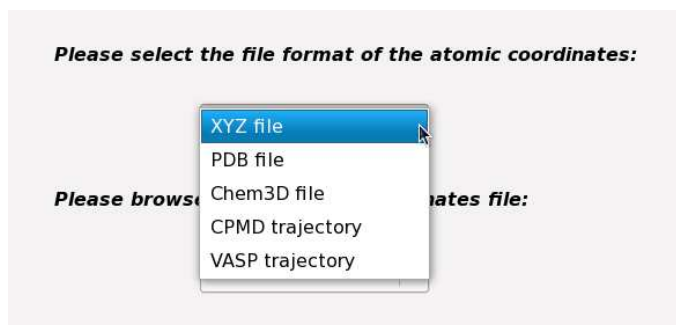 Please select the file format of the atomic coordinates:
XYZ file
PDB file
Chem3D file
Please browse
nates file:
CPMD trajectory
VASP trajectory